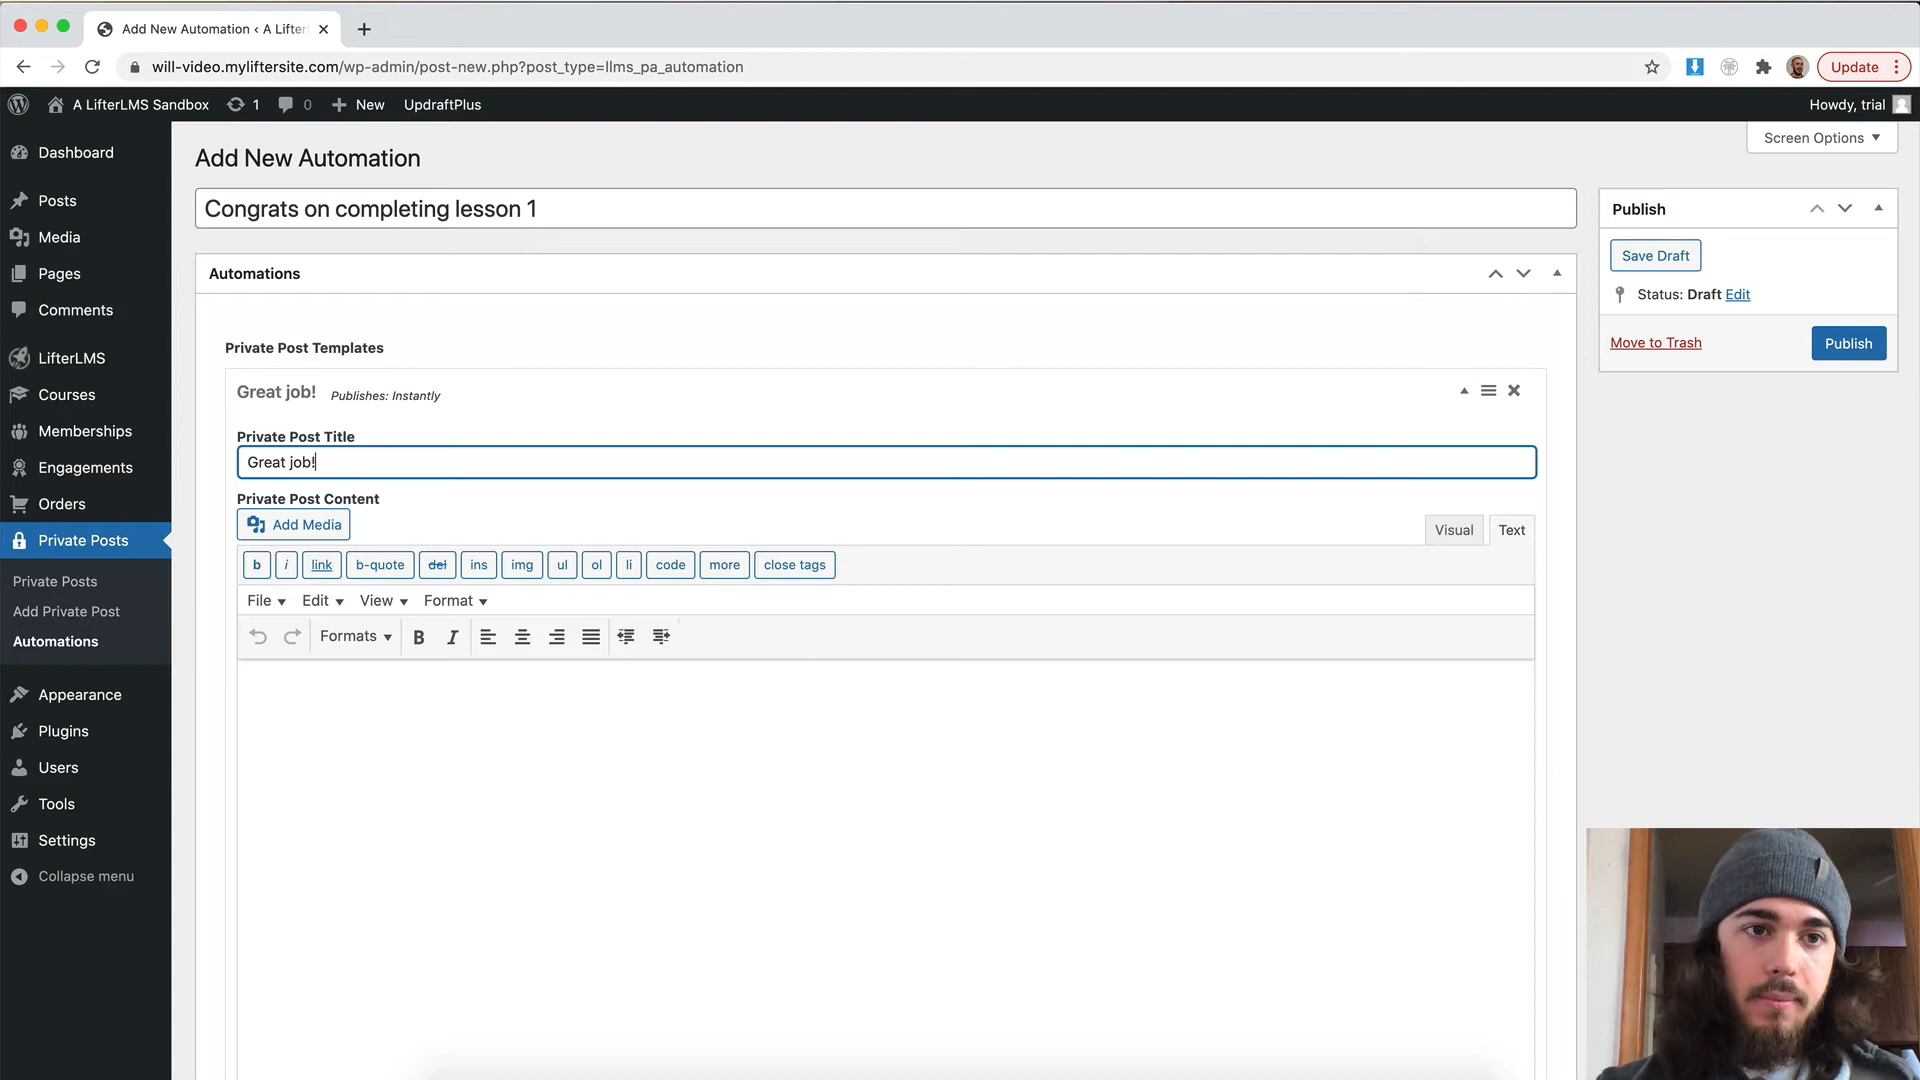 Add New Automation ‹ A Lifter
will-video.myliftersite.com/wp-admin/post-new.php?post_type=llms_pa_automation
Update
A LifterLMS Sandbox
1
0
New
UpdraftPlus
Howdy, trial
Dashboard
Posts
Media
Pages
Comments
LifterLMS
Courses
Memberships
Engagements
Orders
Private Posts
Private Posts
Add Private Post
Automations
Appearance
Plugins
Users
Tools
Settings
Collapse menu
Screen Options
Add New Automation
Congrats on completing lesson 1
Automations
Private Post Templates
Great job! Publishes: Instantly
Private Post Title
Great job!
Private Post Content
Add Media
Visual
Text
b
i
link
b-quote
del
ins
img
ul
ol
li
code
more
close tags
File
Edit
View
Format
Formats
B
I
Publish
Save Draft
Status: Draft Edit
Move to Trash
Publish